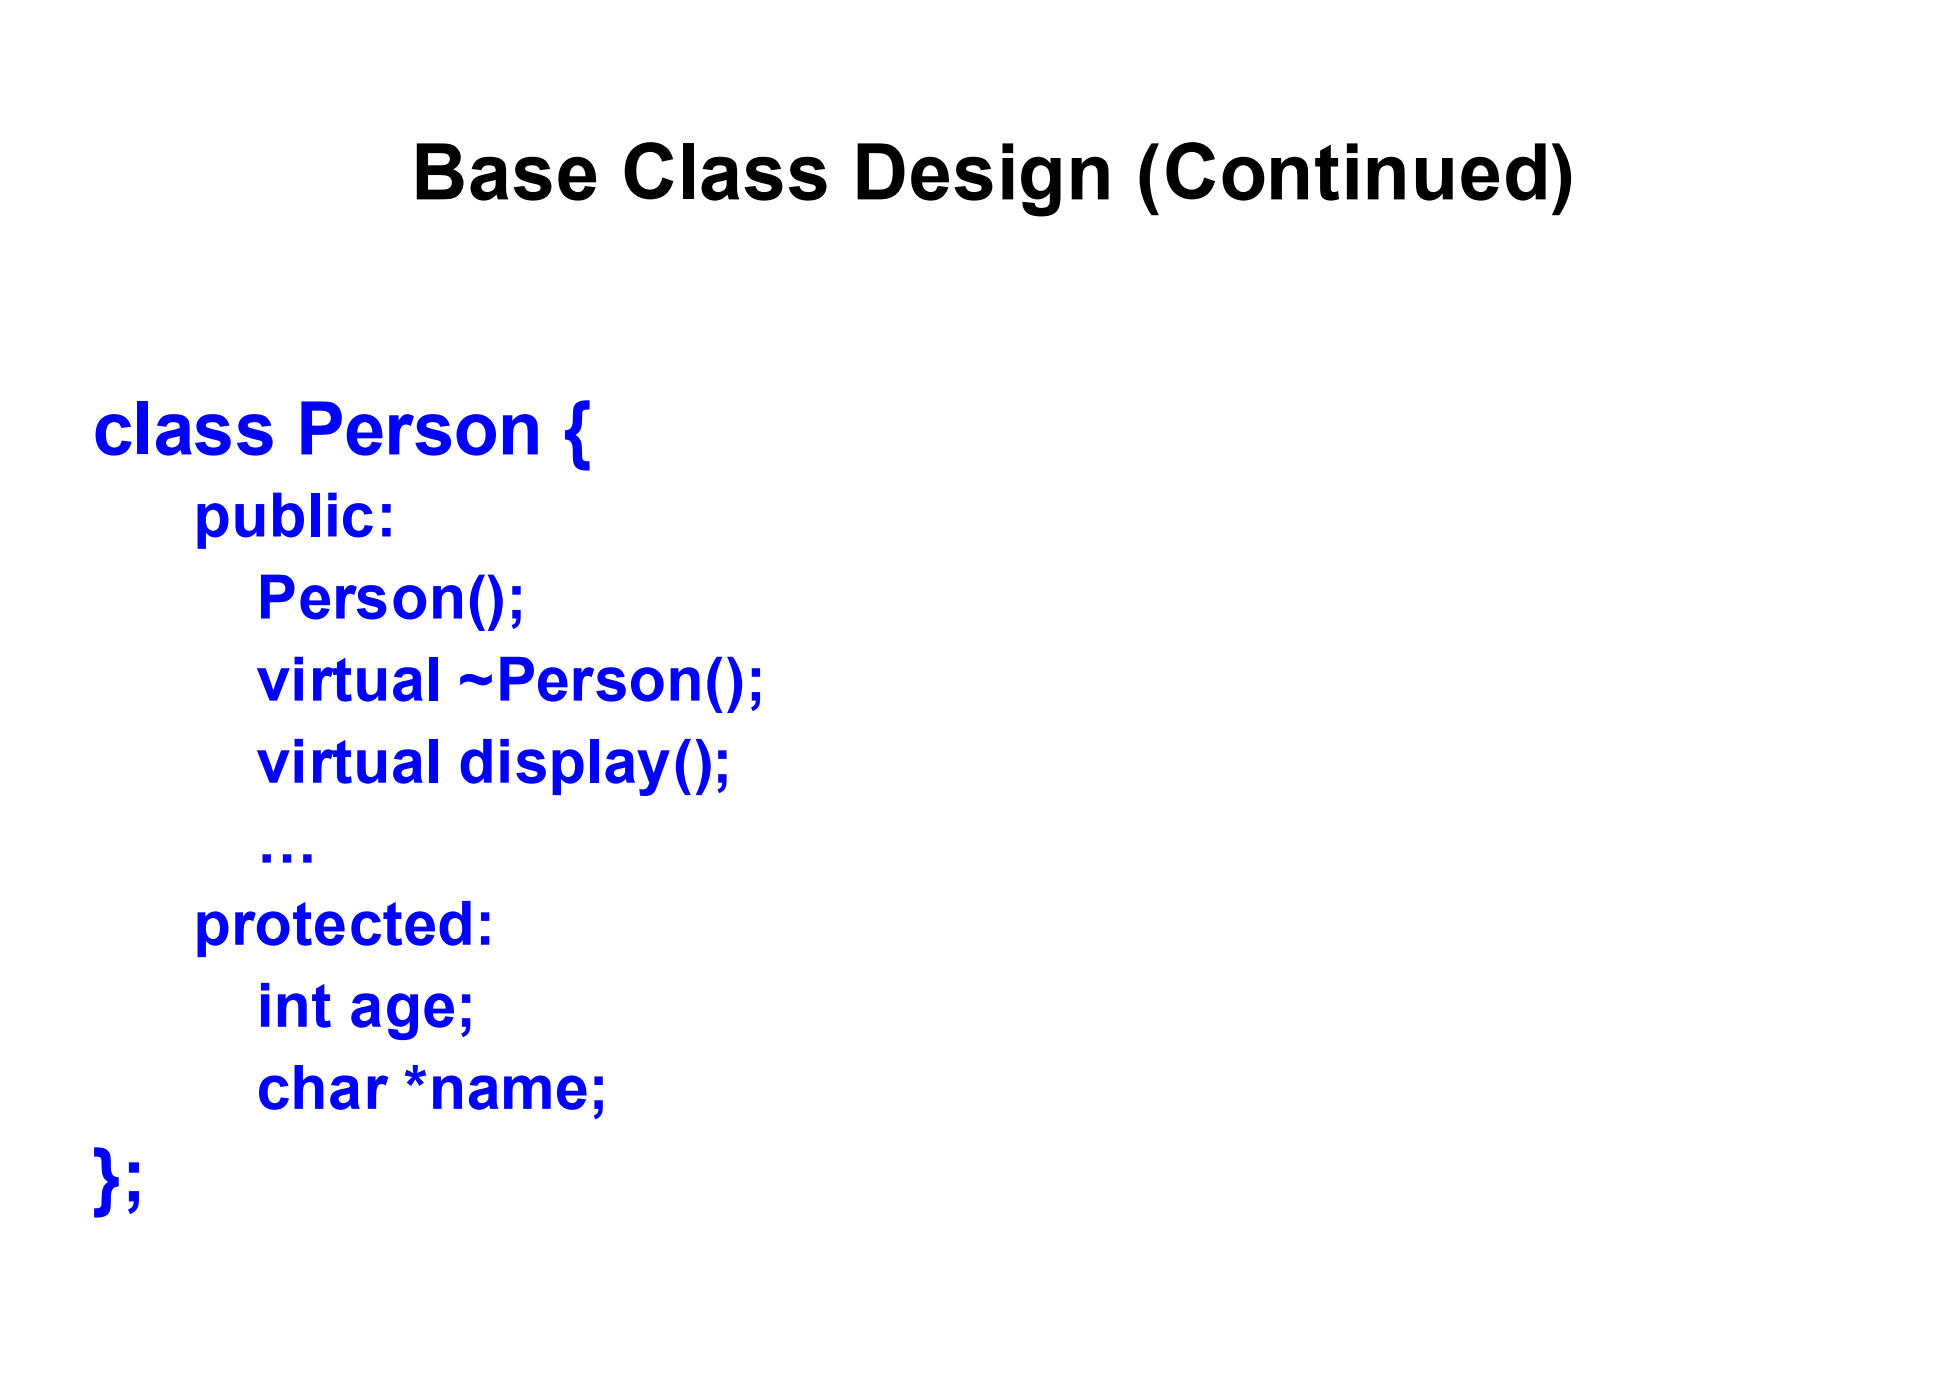 Base Class Design (Continued)
class Person {
public:
Person();
virtual ~Person();
virtual display();
…
protected:
int age;
char *name;
};